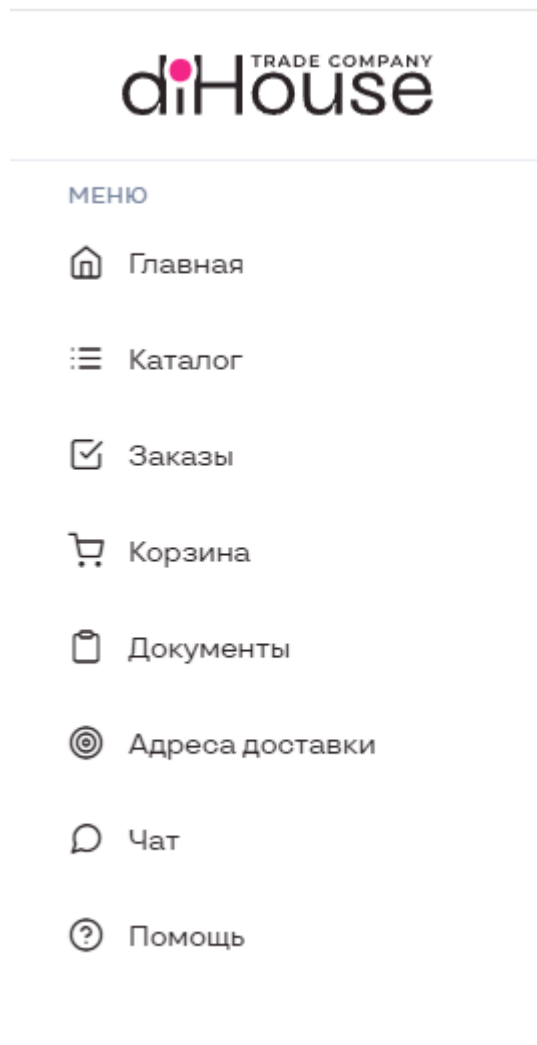 TRADE COMPANY
diHouse
МЕНЮ
Главная
Каталог
Заказы
Корзина
Документы
Адреса доставки
Чат
Помощь